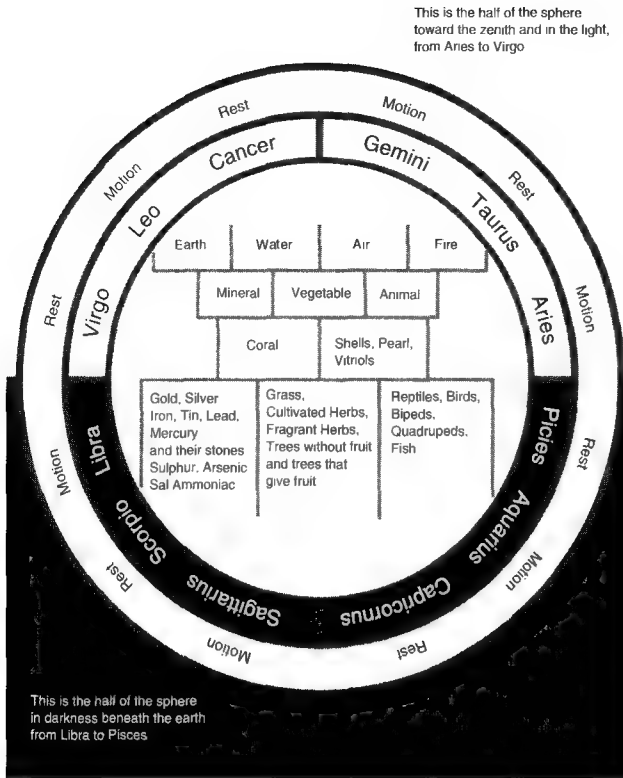 This is the half of the sphere
toward the zenith and in the light,
from Aries to Virgo
Rest
Motion
Rest
Motion
Rest
Motion
Rest
Motion
Rest
Motion
Rest
Motion
Cancer
Gemini
Taurus
Aries
Picies
Aquarius
Capricornus
Sagittarius
Scorpio
Libra
Virgo
Leo
Earth
Water
Air
Fire
Mineral
Vegetable
Animal
Coral
Shells, Pearl,
Vitriols
Gold, Silver
Iron, Tin, Lead,
Mercury
and their stones
Sulphur, Arsenic
Sal Ammoniac
Grass,
Cultivated Herbs,
Fragrant Herbs,
Trees without fruit
and trees that
give fruit
Reptiles, Birds,
Bipeds,
Quadrupeds,
Fish
This is the half of the sphere
in darkness beneath the earth
from Libra to Pisces